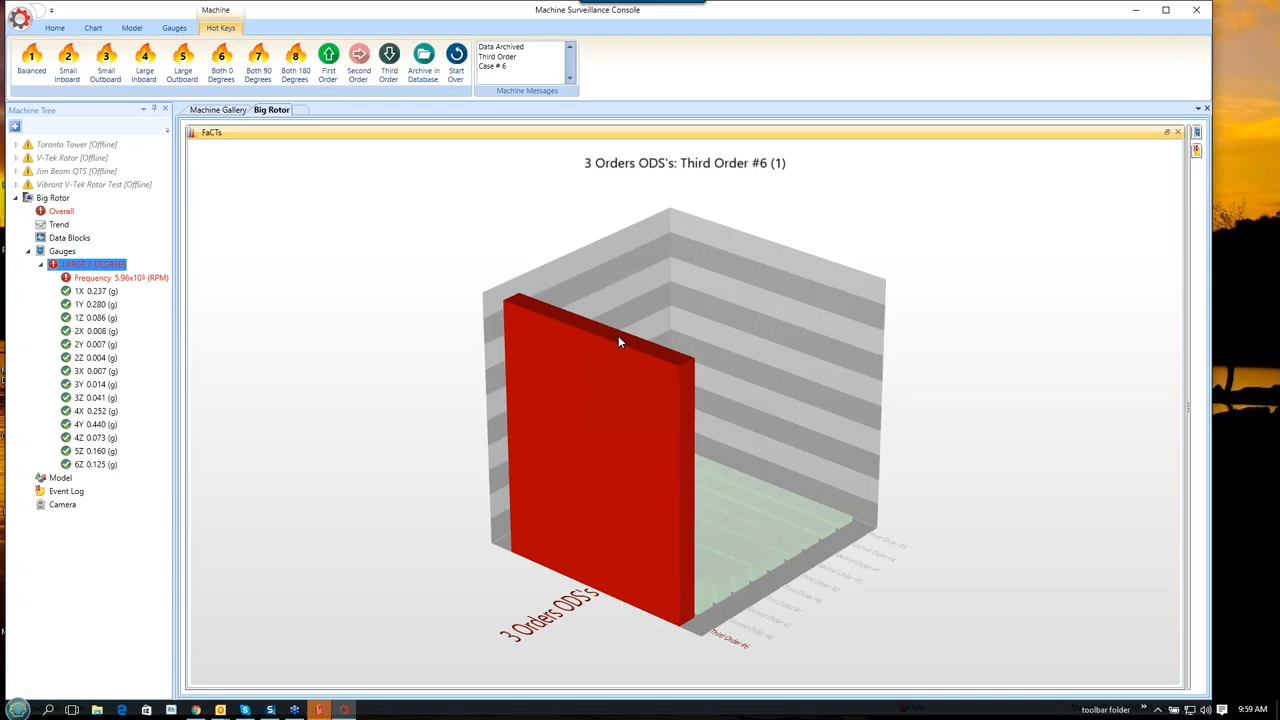 Machine
Machine Surveillance Console
Home
Chart
Model
Gauges
Hot Keys
1
2
3
4
5
6
7
8
Balanced
Small
Inboard
Small
Outboard
Large
Inboard
Large
Outboard
Both 0
Degrees
Both 90
Degrees
Both 180
Degrees
First
Order
Second
Order
Third
Order
Archive in
Database
Start
Over
Data Archived
Third Order
Case # 6
Machine Messages
Machine Tree
Machine Gallery
Big Rotor
FaCTs
Toronto Tower [Offline]
V-Tek Rotor [Offline]
Jim Beam QTS [Offline]
Vibrant V-Tek Rotor Test [Offline]
Big Rotor
Overall
Trend
Data Blocks
Gauges
LARGE 0 DEGREES
Frequency 5.96x10³ (RPM)
1X 0.237 (g)
1Y 0.280 (g)
1Z 0.086 (g)
2X 0.008 (g)
2Y 0.007 (g)
2Z 0.004 (g)
3X 0.007 (g)
3Y 0.014 (g)
3Z 0.041 (g)
4X 0.252 (g)
4Y 0.440 (g)
4Z 0.073 (g)
5Z 0.160 (g)
6Z 0.125 (g)
Model
Event Log
Camera
3 Orders ODS's: Third Order #6 (1)
3 Orders ODS's
Third Order #6
toolbar folder
9:59 AM